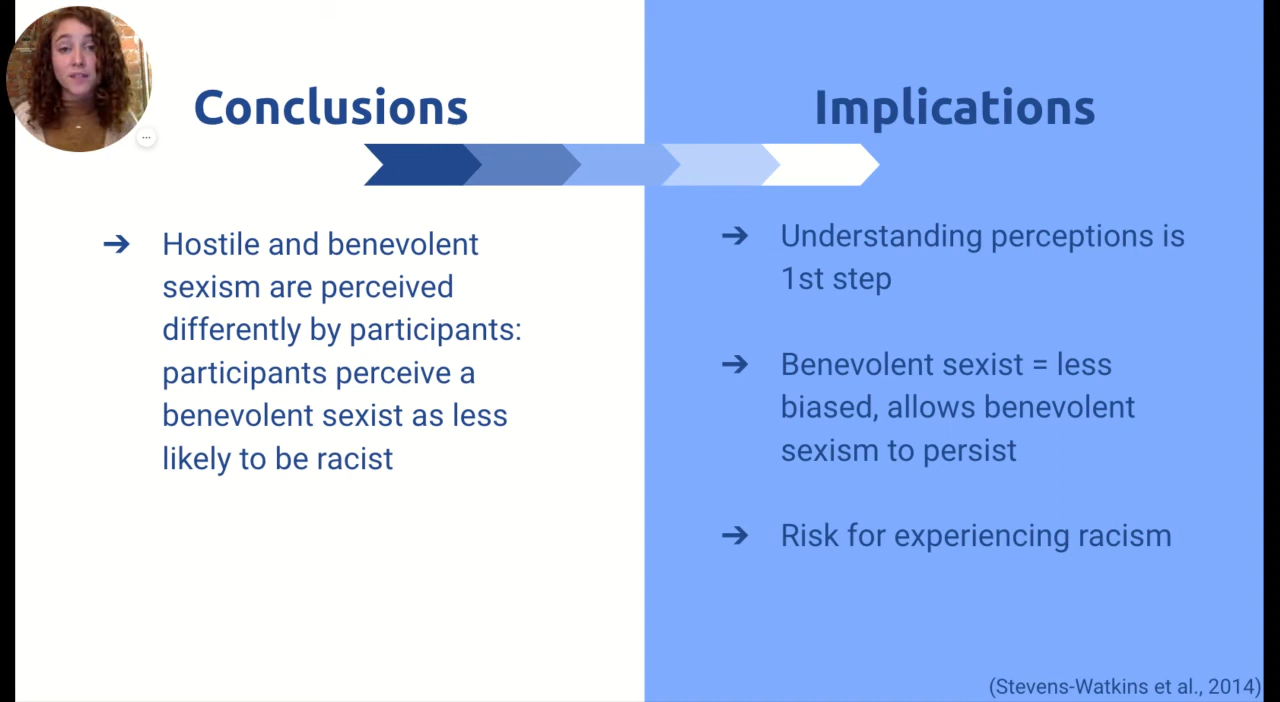 Conclusions
Hostile and benevolent
sexism are perceived
differently by participants:
participants perceive a
benevolent sexist as less
likely to be racist
Implications
Understanding perceptions is
1st step
Benevolent sexist = less
biased, allows benevolent
sexism to persist
Risk for experiencing racism
(Stevens-Watkins et al., 2014)